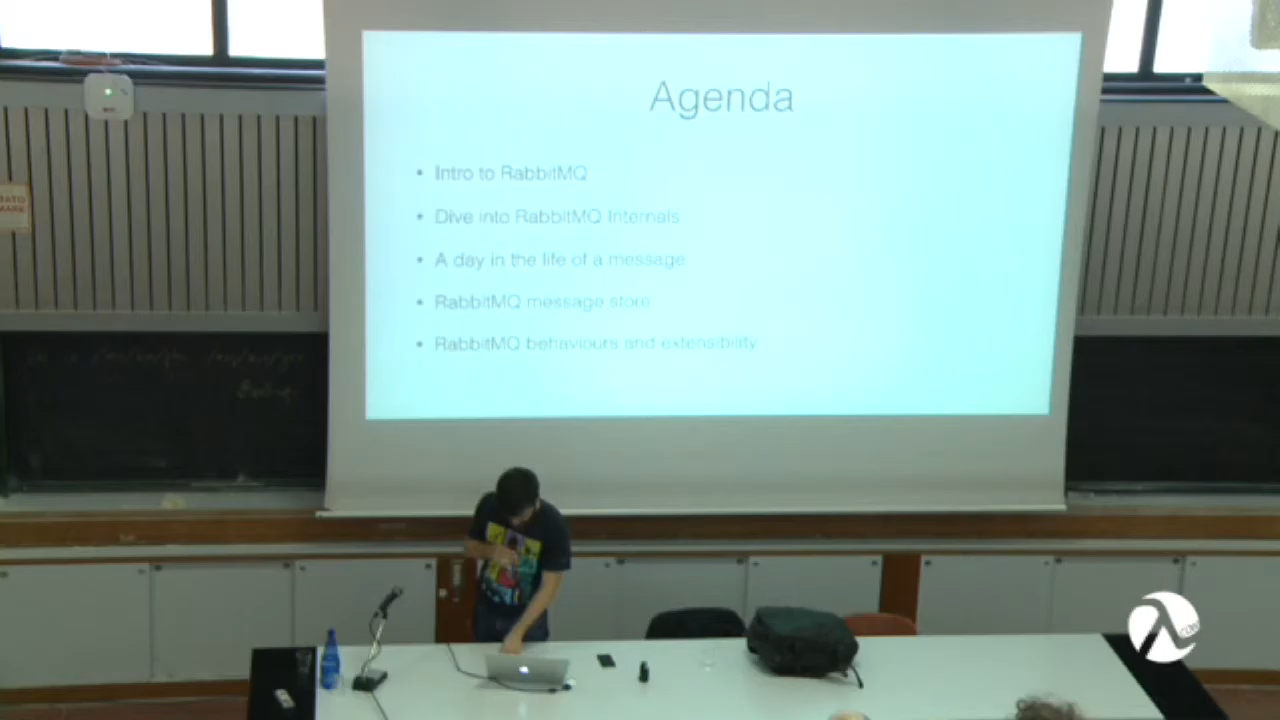 Agenda
• Intro to RabbitMQ
• Dive into RabbitMQ Internals
• A day in the life of a message
• RabbitMQ message store
• RabbitMQ behaviours and extensibility